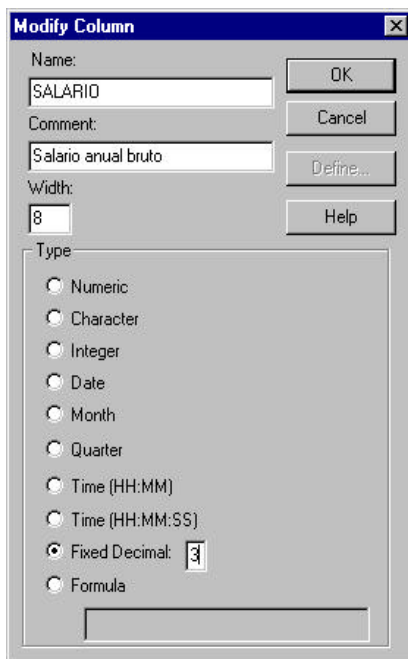 Modify Column
Name:
SALARIO
OK
Comment:
Cancel
Salario anual bruto
Define...
Width:
8
Help
Type
Numeric
Character
Integer
Date
Month
Quarter
Time (HH:MM)
Time (HH:MM:SS)
Fixed Decimal: 3
Formula